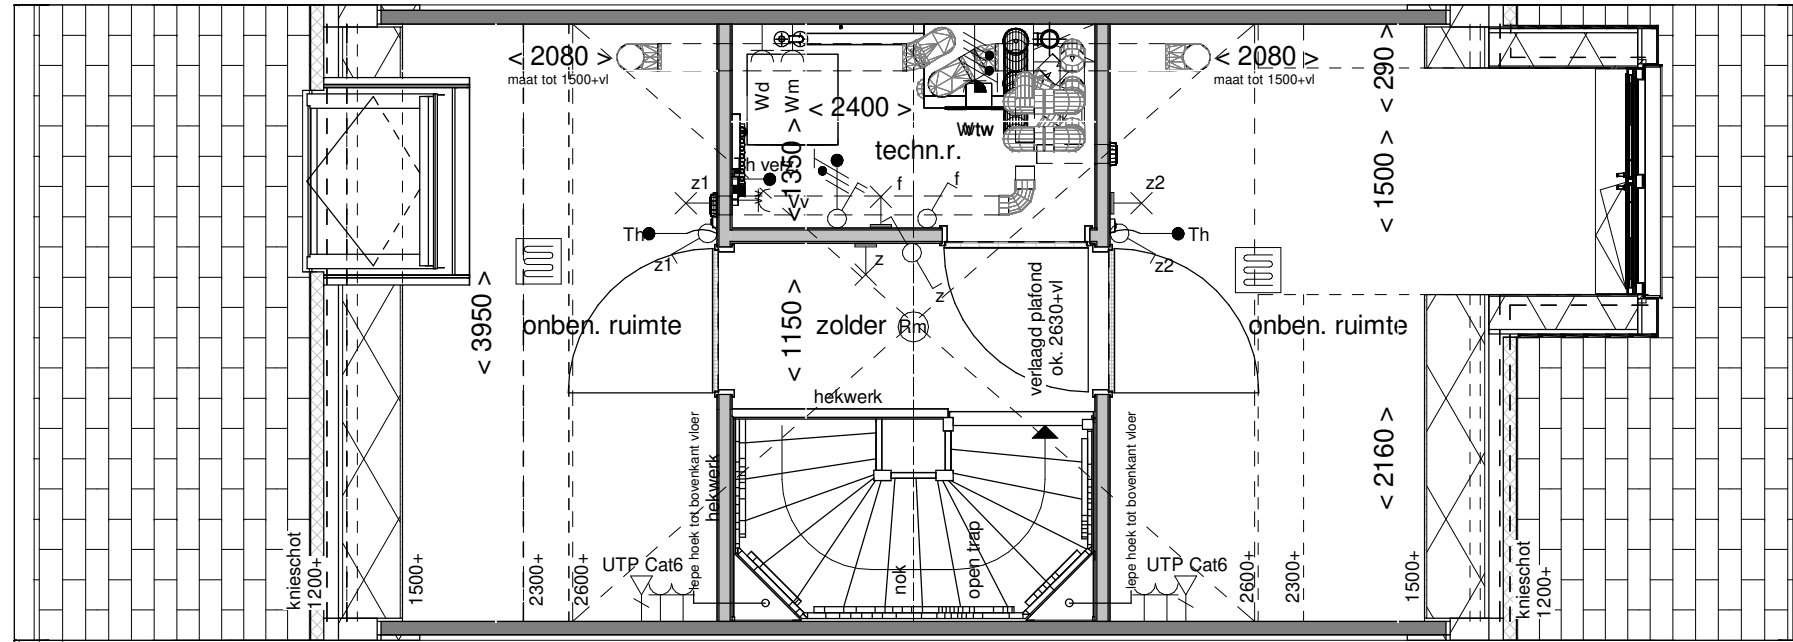 < 2080 >
maat tot 1500+vl
Wd
Wm
< 2400 >
Wtw
techn.r.
< 1350 >
z1
v
f
f
< 2080 >
maat tot 1500+vl
< 290 >
< 1500 >
z2
Th
z1
z
z
Th
z2
< 3950 >
onben. ruimte
< 1150 >
zolder
Rm
verlaagd plafond
ok. 2630+vl
onben. ruimte
hekwerk
hekwerk
iepe hoek tot bovenkant vloer
iepe hoek tot bovenkant vloer
< 2160 >
nok
open trap
UTP Cat6
UTP Cat6
knieschot
1200+
1500+
2300+
2600+
2600+
2300+
1500+
knieschot
1200+